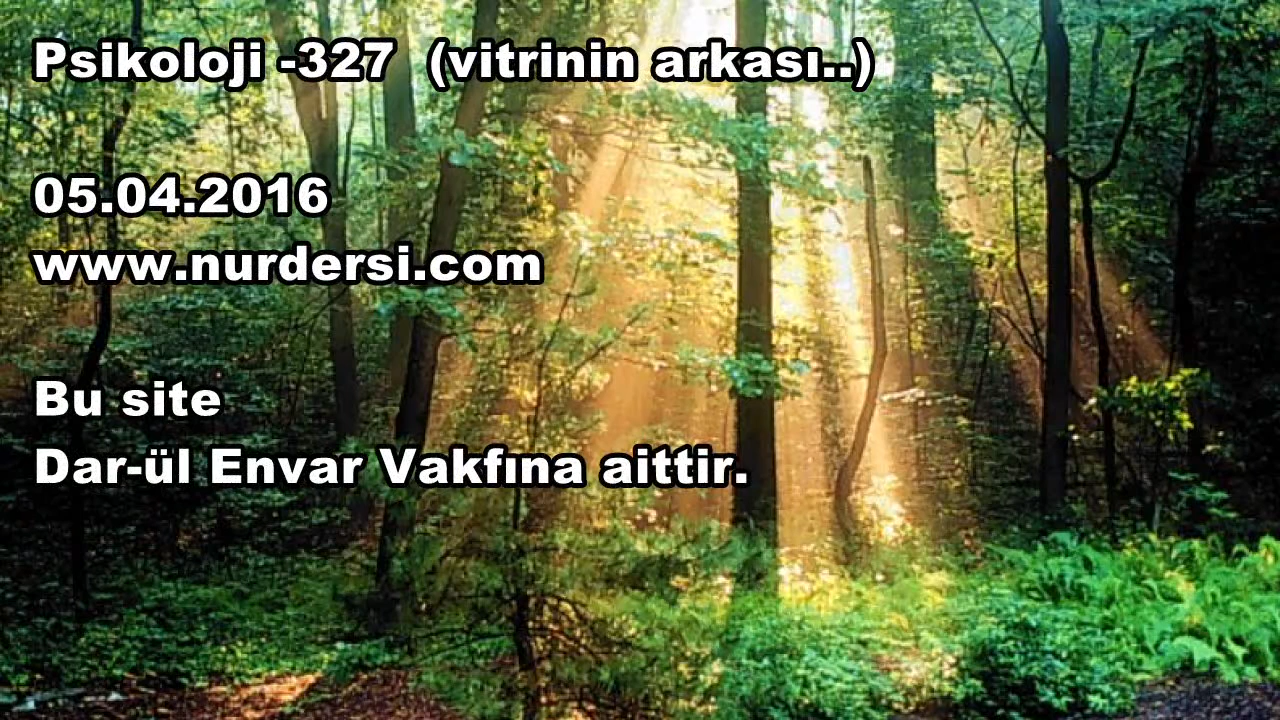 Psikoloji -327 (vitrinin arkası..)
05.04.2016
www.nurdersi.com
Bu site
Dar-ül Envar Vakfına aittir.